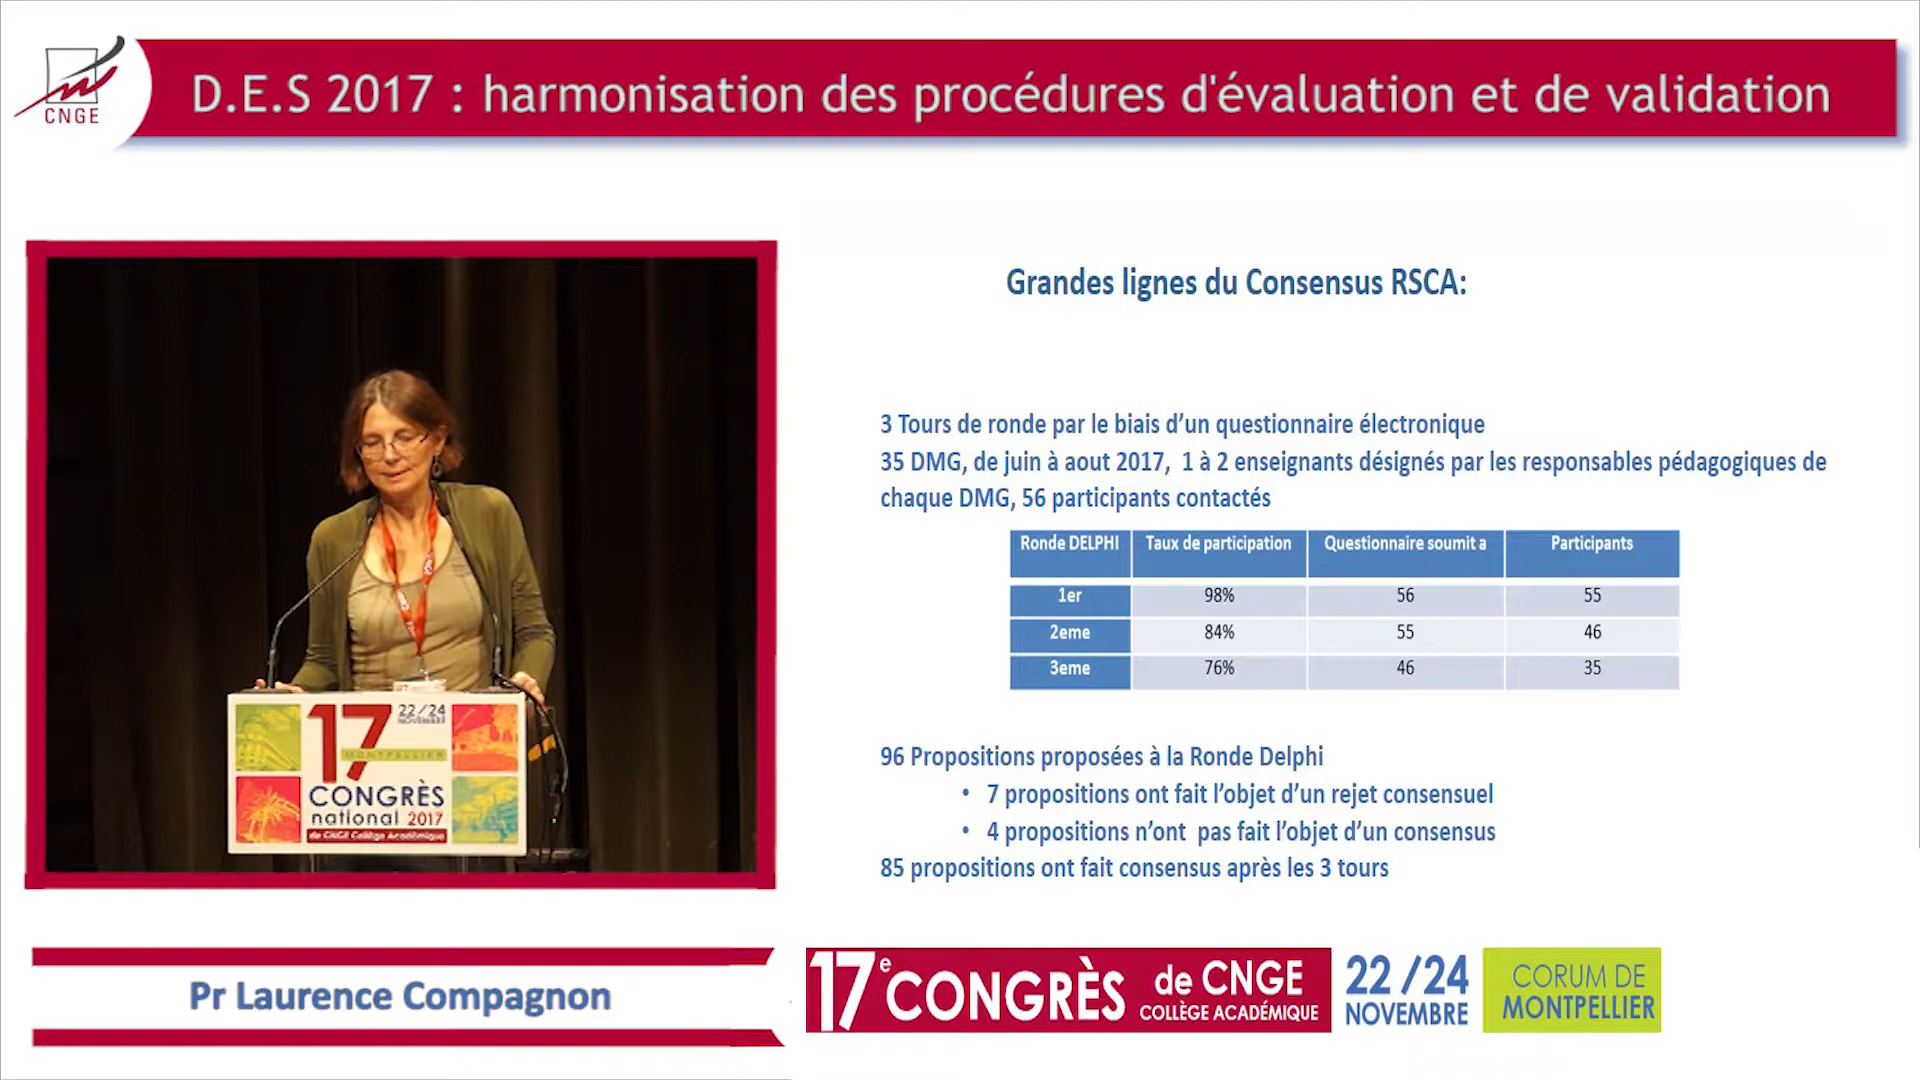 CNGE
D.E.S 2017 : harmonisation des procédures d'évaluation et de validation
Grandes lignes du Consensus RSCA:
3 Tours de ronde par le biais d’un questionnaire électronique
35 DMG, de juin à aout 2017, 1 à 2 enseignants désignés par les responsables pédagogiques de
chaque DMG, 56 participants contactés
Ronde DELPHI Taux de participation Questionnaire soumit a Participants
1er 98% 56 55
2eme 84% 55 46
3eme 76% 46 35
96 Propositions proposées à la Ronde Delphi
• 7 propositions ont fait l’objet d’un rejet consensuel
• 4 propositions n’ont pas fait l’objet d’un consensus
85 propositions ont fait consensus après les 3 tours
17
22/24
NOVEMBRE
MONTPELLIER
CONGRÈS
national 2017
de CNGE Collège Académique
Pr Laurence Compagnon
17e CONGRÈS de CNGE
COLLÈGE ACADÉMIQUE
22/24
NOVEMBRE
CORUM DE
MONTPELLIER